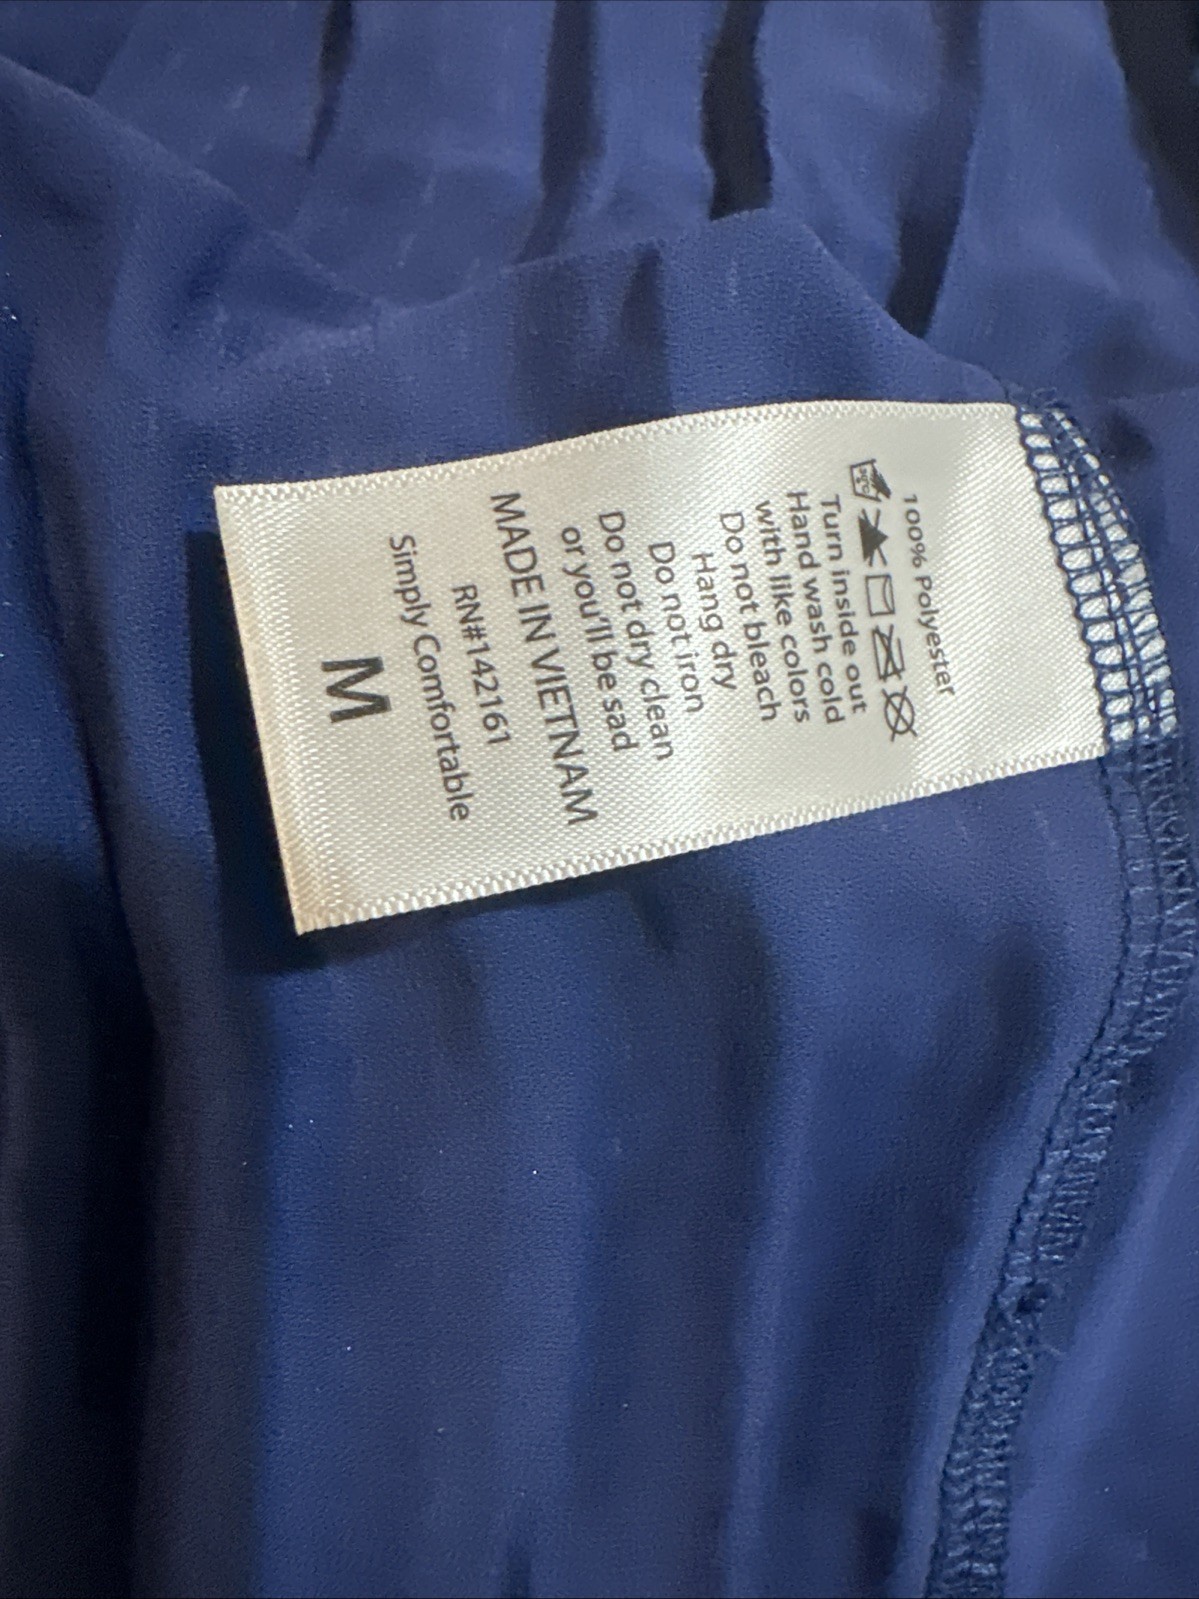 100% Polyester
Turn inside out
Hand wash cold
with like colors
Do not bleach
Hang dry
Do not iron
Do not dry clean
or you'll be sad
MADE IN VIETNAM
RN#142161
Simply Comfortable
M